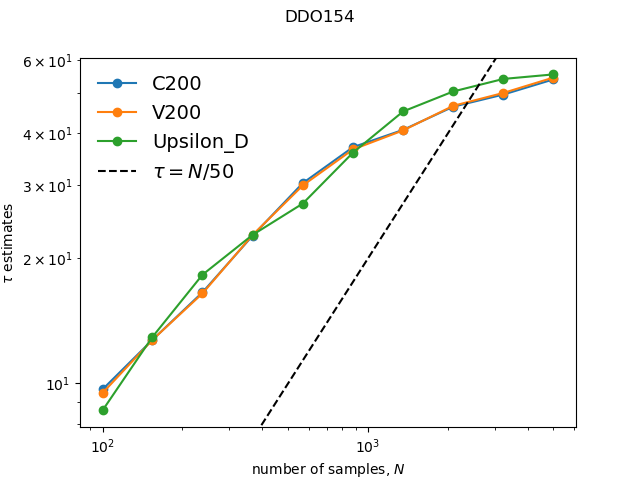 DDO154
C200
V200
Upsilon_D
τ = N/50
6 × 10¹
4 × 10¹
3 × 10¹
2 × 10¹
10¹
τ estimates
10² 10³
number of samples, N